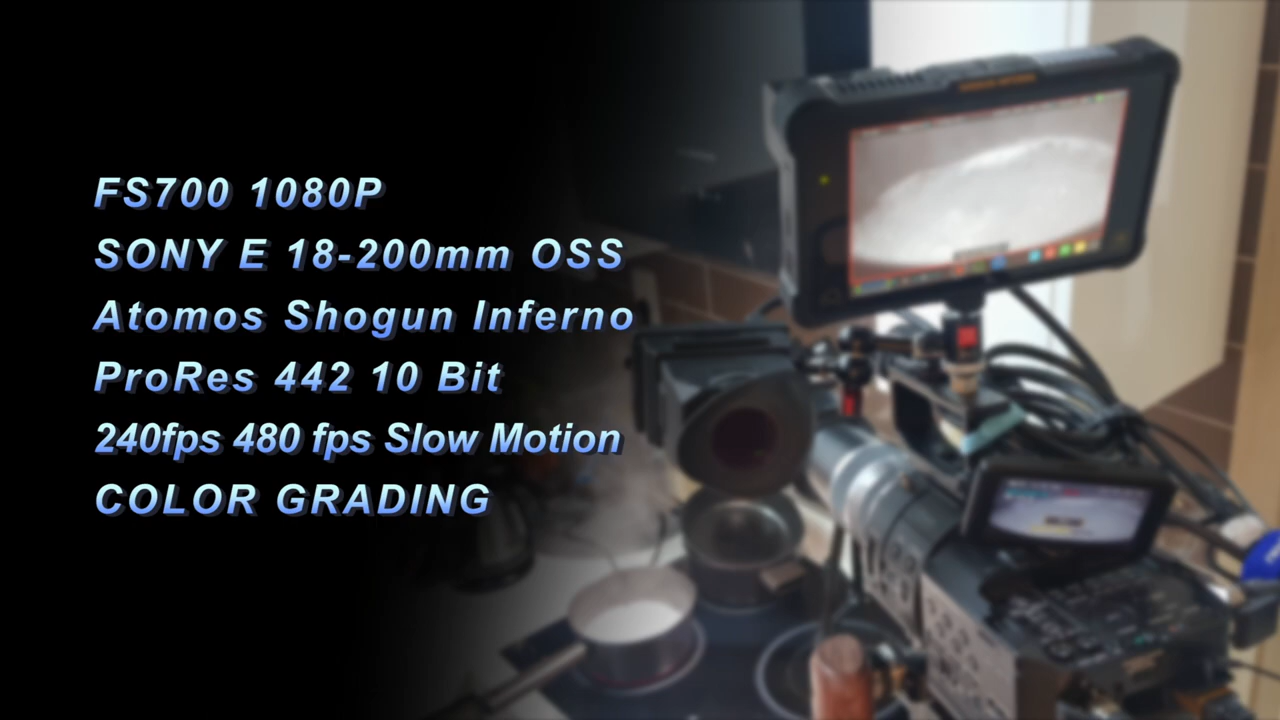 FS700 1080P
SONY E 18-200mm OSS
Atomos Shogun Inferno
ProRes 442 10 Bit
240fps 480 fps Slow Motion
COLOR GRADING